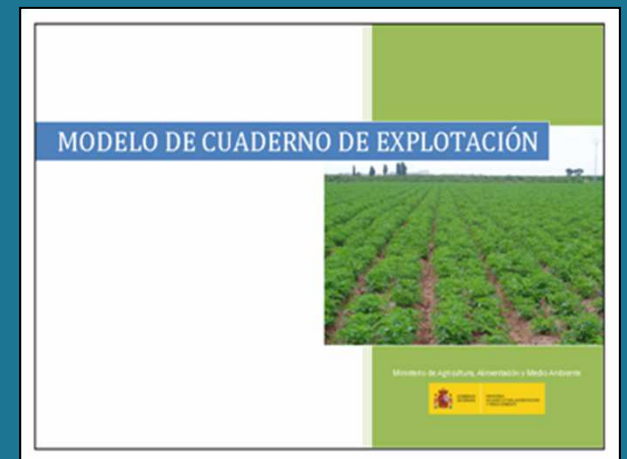 MODELO DE CUADERNO DE EXPLOTACIÓN
Ministerio de Agricultura, Alimentación y Medio Ambiente